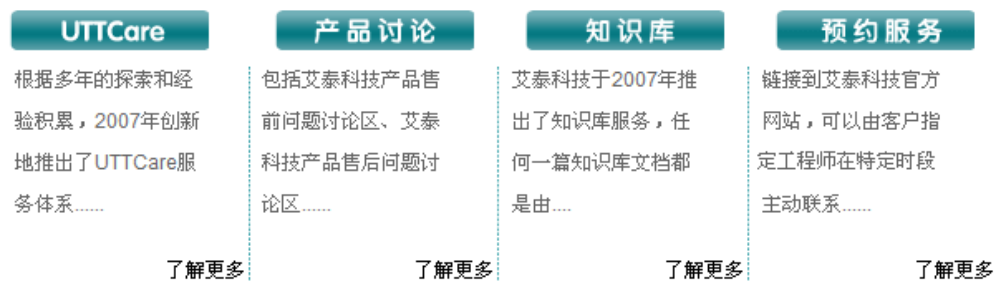 UTTCare
根据多年的探索和经
验积累，2007年创新
地推出了UTTCare服
务体系......
了解更多
产品讨论
包括艾泰科技产品售
前问题讨论区、艾泰
科技产品售后问题讨
论区......
了解更多
知识库
艾泰科技于2007年推
出了知识库服务，任
何一篇知识库文档都
是由....
了解更多
预约服务
链接到艾泰科技官方
网站，可以由客户指
定工程师在特定时段
主动联系......
了解更多